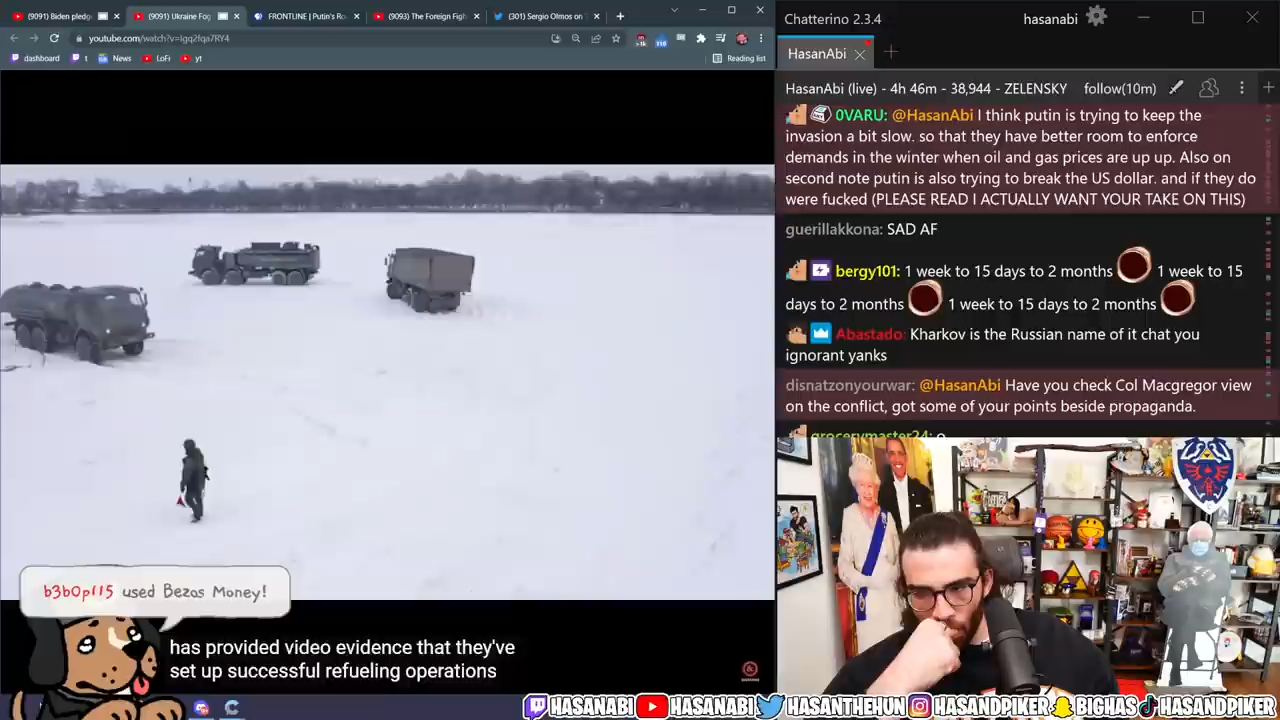 (9091) Biden pledg
(9091) Ukraine Fog
FRONTLINE | Putin's Ro
(9093) The Foreign Figh
(301) Sergio Olmos on
youtube.com/watch?v=Igq2fqa7RY4
dashboard
t
News
LoFi
yt
Reading list
has provided video evidence that they've
set up successful refueling operations
b3b0p115 used Bezos Money!
Chatterino 2.3.4
hasanabi
HasanAbi
HasanAbi (live) - 4h 46m - 38,944 - ZELENSKY
follow(10m)
0VARU: @HasanAbi I think putin is trying to keep the
invasion a bit slow. so that they have better room to enforce
demands in the winter when oil and gas prices are up up. Also on
second note putin is also trying to break the US dollar. and if they do
were fucked (PLEASE READ I ACTUALLY WANT YOUR TAKE ON THIS)
guerillakkona: SAD AF
bergy101: 1 week to 15 days to 2 months 1 week to 15
days to 2 months 1 week to 15 days to 2 months
Abastado: Kharkov is the Russian name of it chat you
ignorant yanks
disnatzonyourwar: @HasanAbi Have you check Col Macgregor view
on the conflict, got some of your points beside propaganda.
grocerymaster24: o
HASANABI
HASANABI
HASANTHEHUN
HASANDPIKER
BIGHAS
HASANDPIKER